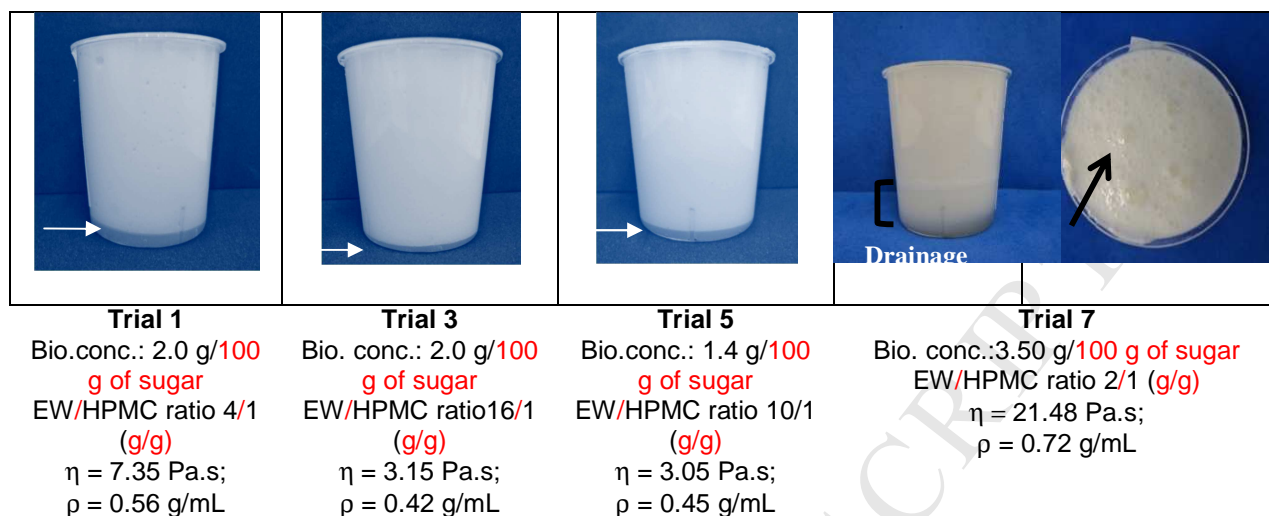 Drainage
Trial 1
Bio.conc.: 2.0 g/100
g of sugar
EW/HPMC ratio 4/1
(g/g)
η = 7.35 Pa.s;
ρ = 0.56 g/mL
Trial 3
Bio. conc.: 2.0 g/100
g of sugar
EW/HPMC ratio16/1
(g/g)
η = 3.15 Pa.s;
ρ = 0.42 g/mL
Trial 5
Bio.conc.: 1.4 g/100
g of sugar
EW/HPMC ratio 10/1
(g/g)
η = 3.05 Pa.s;
ρ = 0.45 g/mL
Trial 7
Bio. conc.:3.50 g/100 g of sugar
EW/HPMC ratio 2/1 (g/g)
η = 21.48 Pa.s;
ρ = 0.72 g/mL